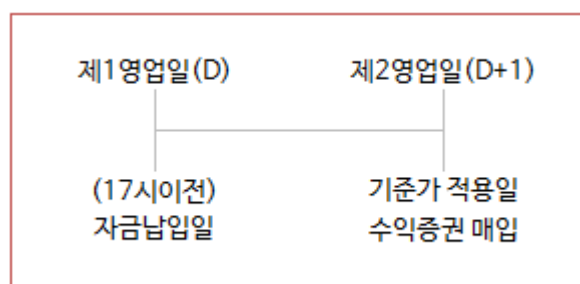 제1영업일(D)
제2영업일(D+1)
(17시이전)
자금납입일
기준가 적용일
수익증권 매입